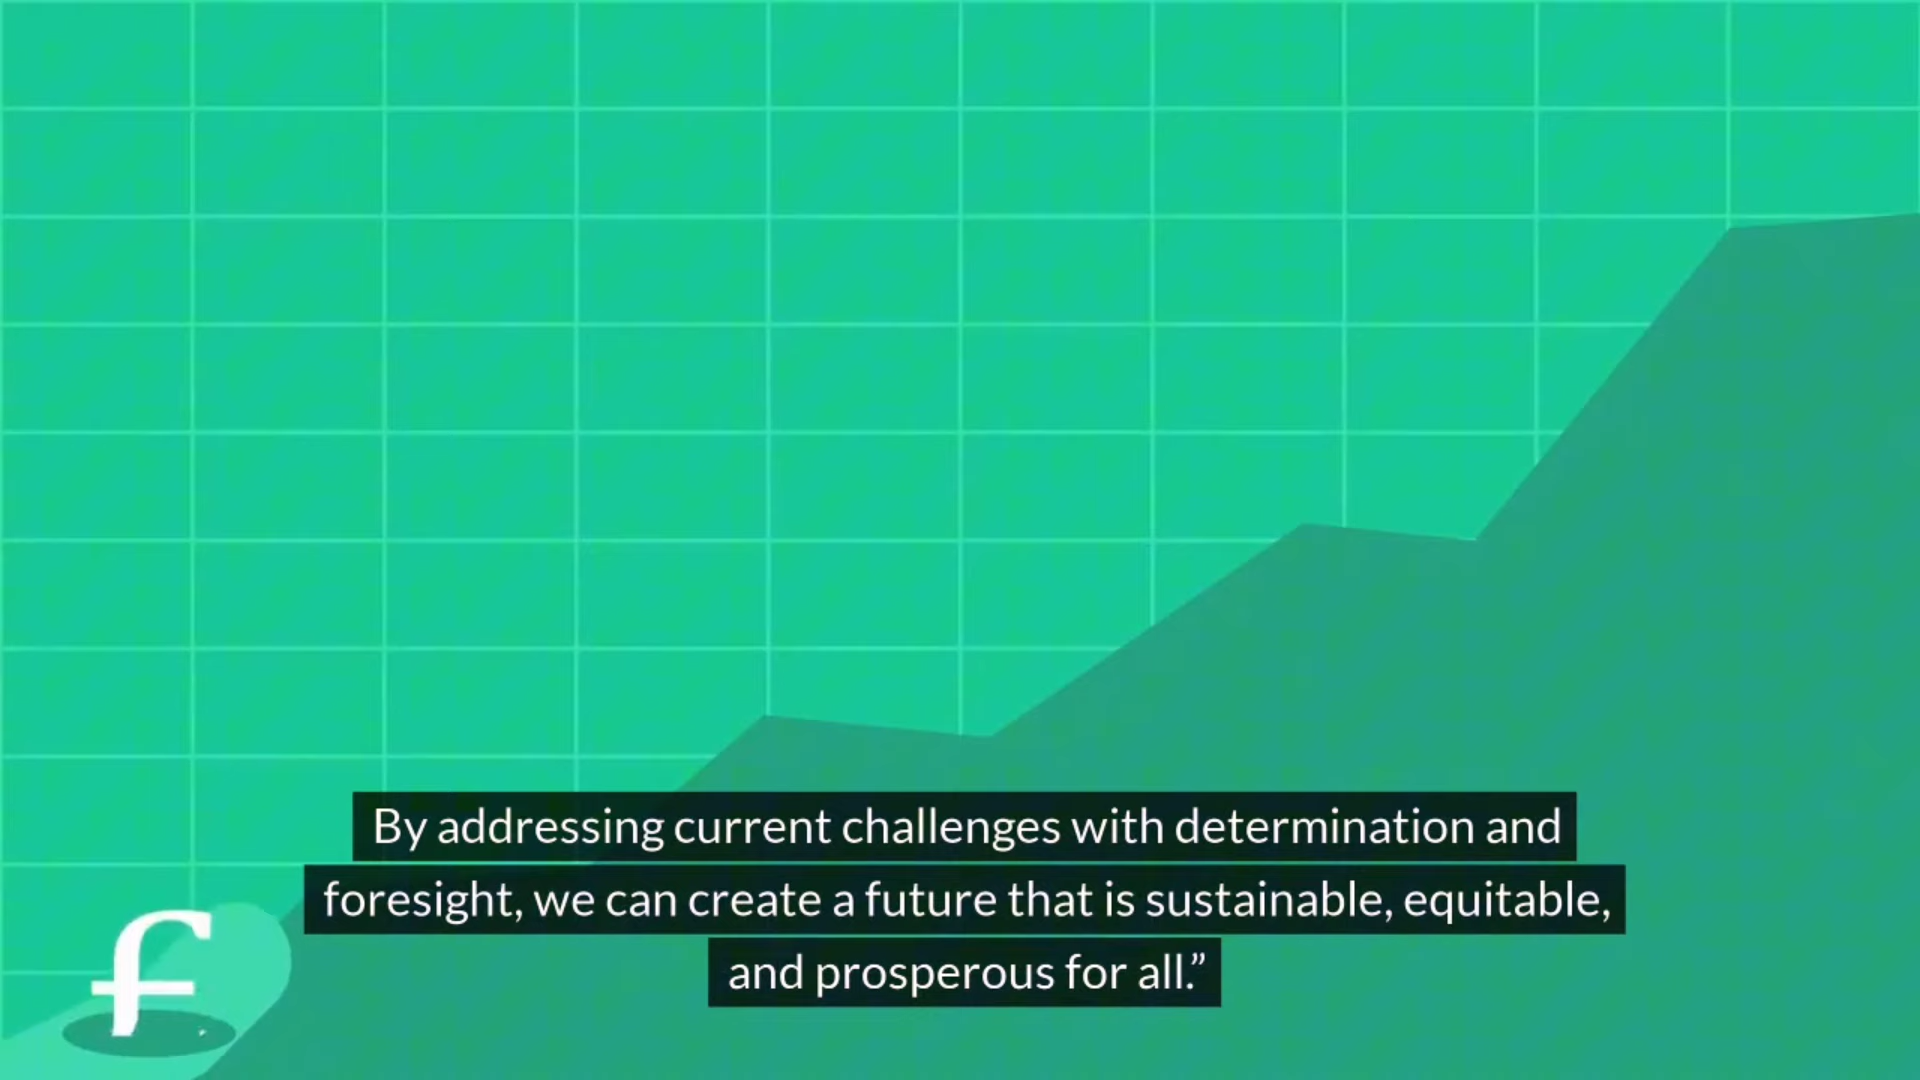 By addressing current challenges with determination and
foresight, we can create a future that is sustainable, equitable,
and prosperous for all.”
£